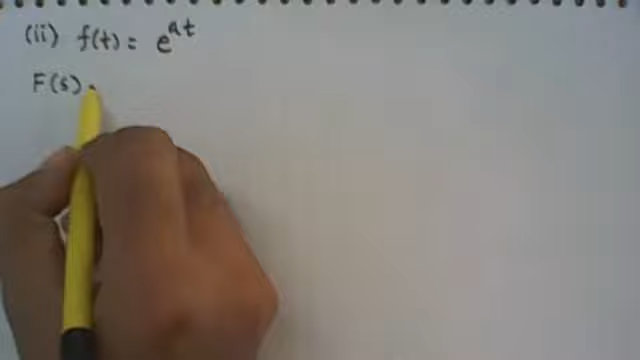 (ii) f(t) = e^{at}
F(s)